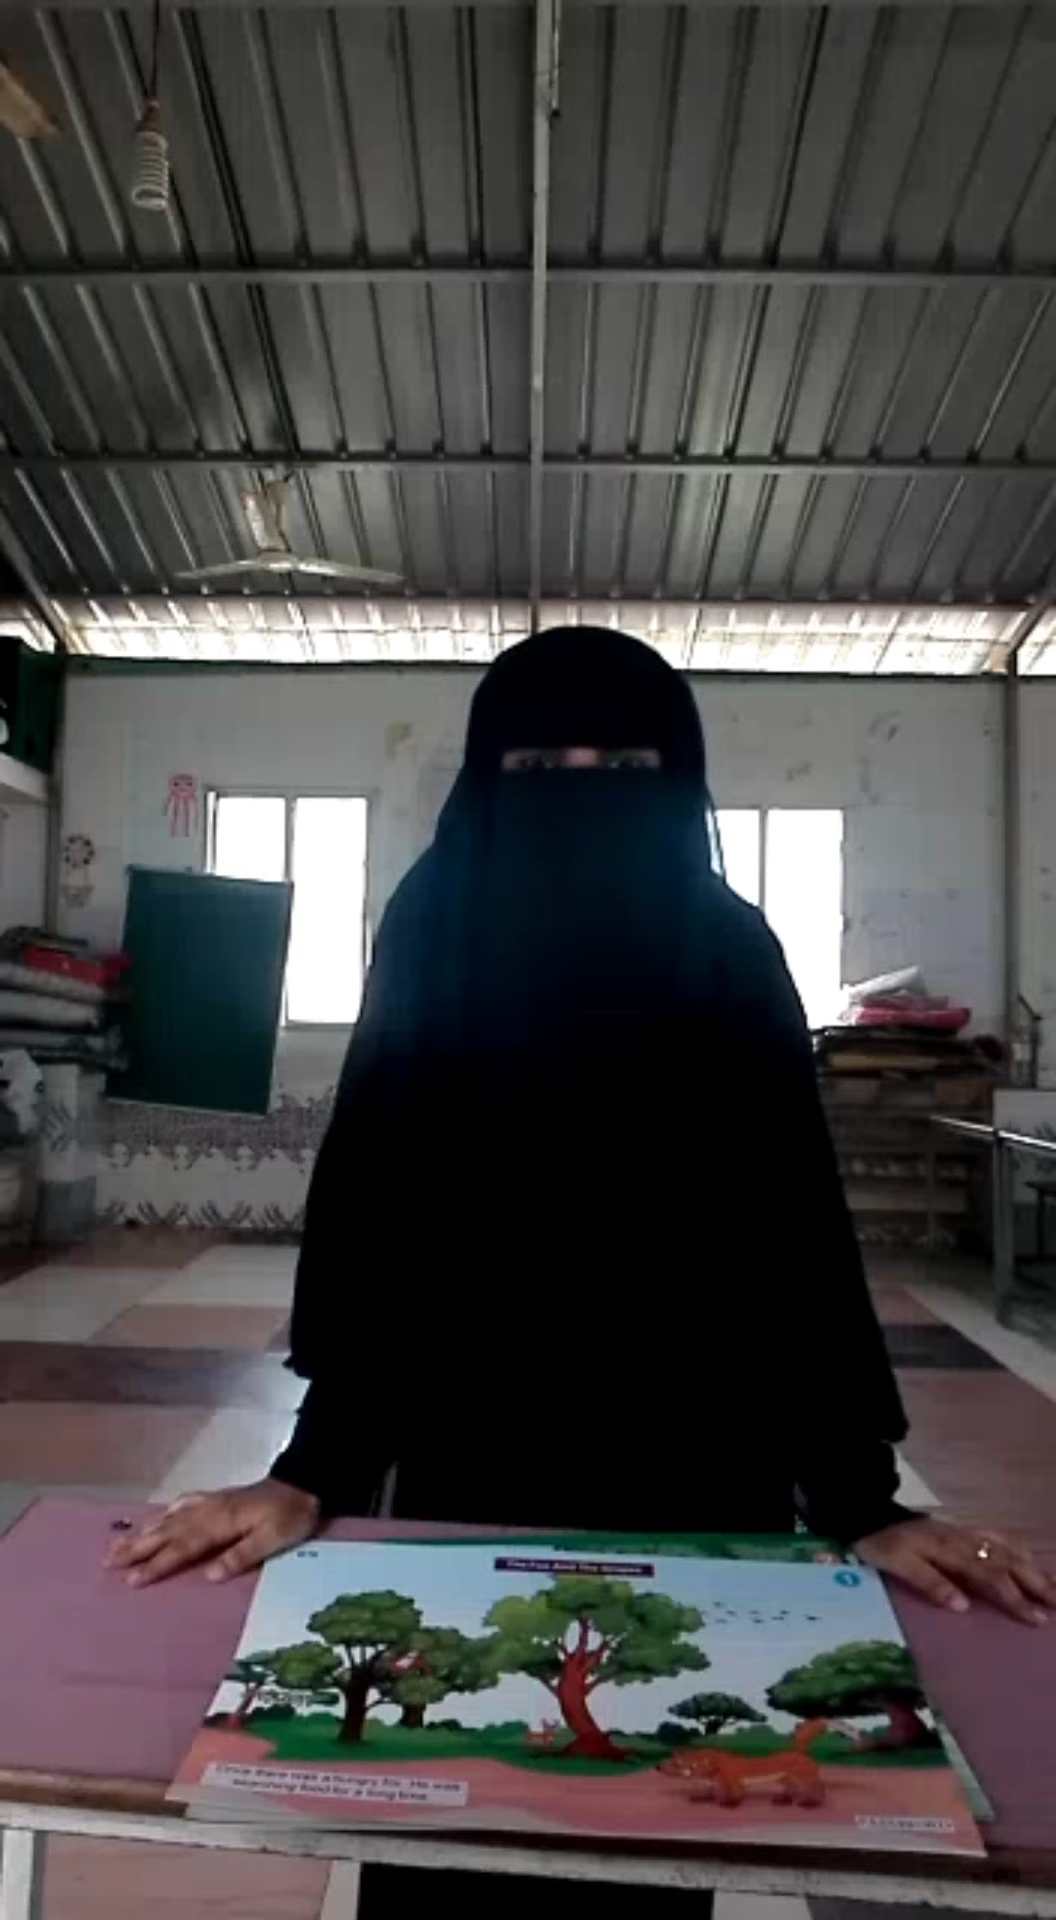 The Fox And The Grapes
1
Once there was a hungry fox. He was
searching food for a long time.